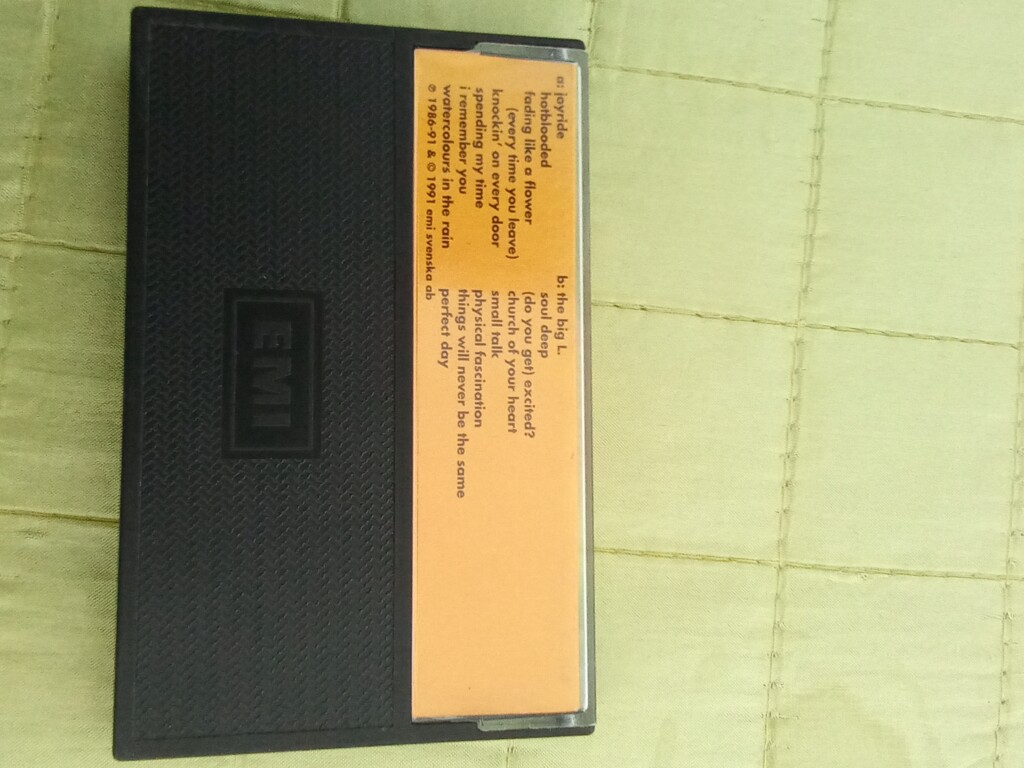 a: joyride
hotblooded
fading like a flower
(every time you leave)
knockin' on every door
spending my time
i remember you
watercolours in the rain
℗ 1986-91 & © 1991 emi svenska ab
b: the big L.
soul deep
(do you get) excited?
church of your heart
small talk
physical fascination
things will never be the same
perfect day
EMI